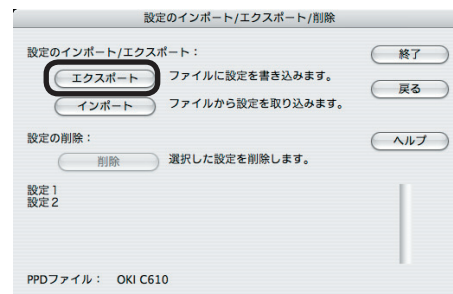 設定のインポート/エクスポート/削除
設定のインポート/エクスポート：
終了
エクスポート ファイルに設定を書き込みます。
戻る
インポート ファイルから設定を取り込みます。
設定の削除：
ヘルプ
削除 選択した設定を削除します。
設定1
設定2
PPDファイル： OKI C610